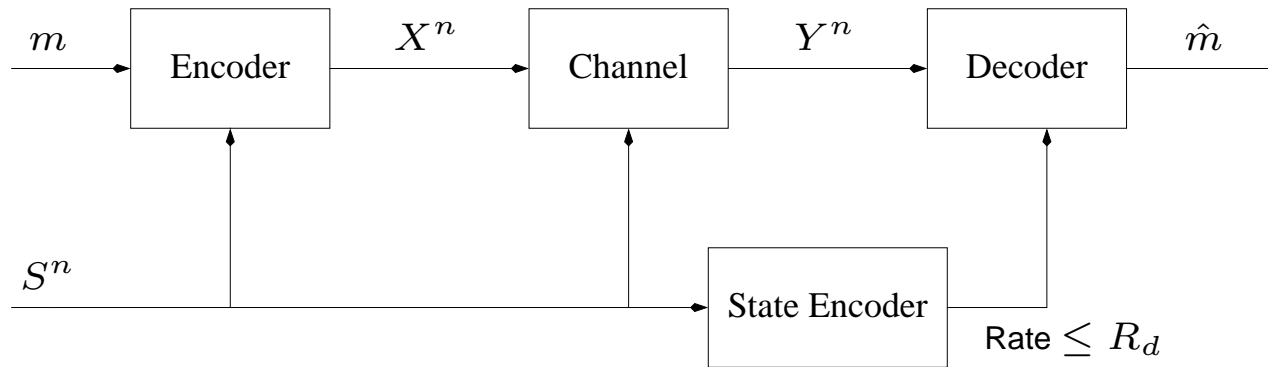 m
Encoder
X^n
Channel
Y^n
Decoder
m̂
S^n
State Encoder
Rate ≤ R_d